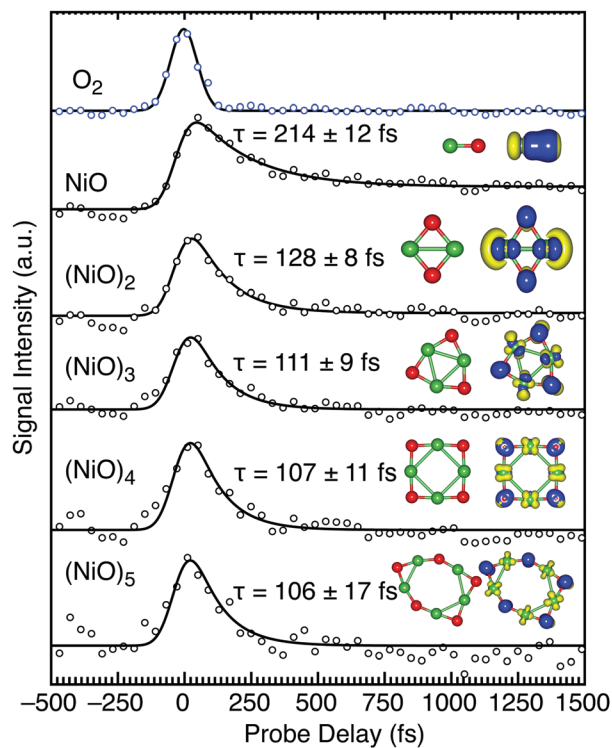 O₂
τ = 214 ± 12 fs
NiO
(NiO)₂
τ = 128 ± 8 fs
(NiO)₃
τ = 111 ± 9 fs
(NiO)₄
τ = 107 ± 11 fs
(NiO)₅
τ = 106 ± 17 fs
Signal Intensity (a.u.)
−500 −250 0 250 500 750 1000 1250 1500
Probe Delay (fs)